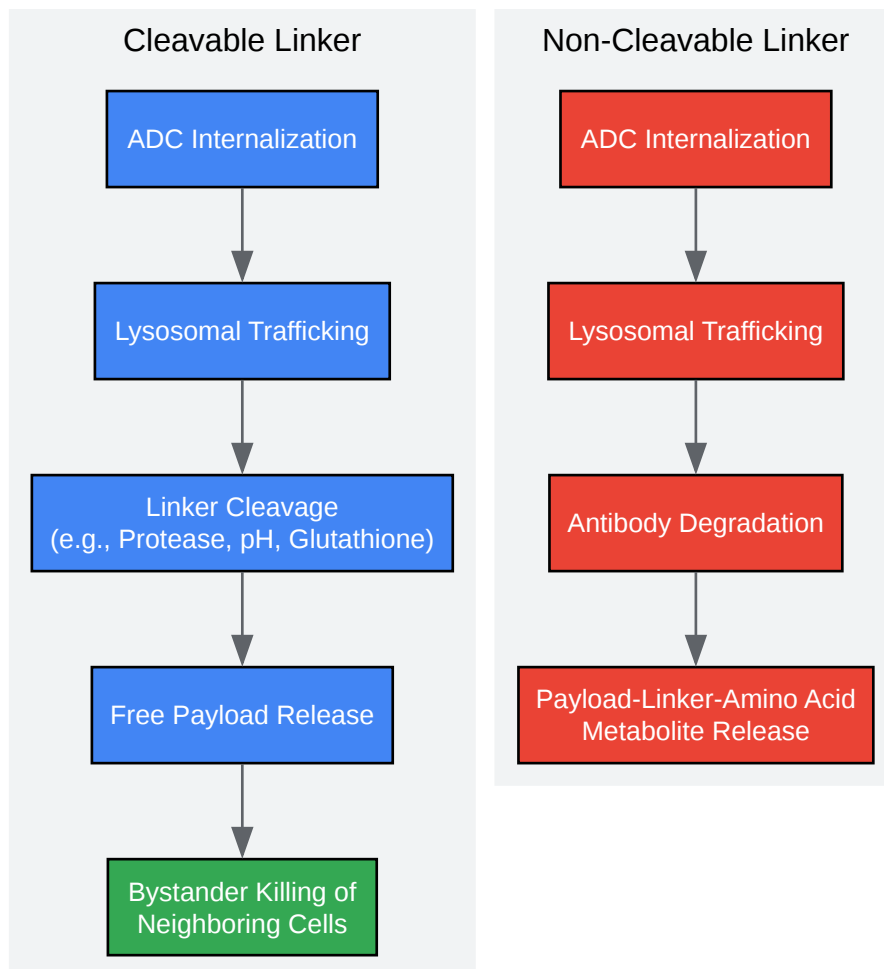 Cleavable Linker
ADC Internalization
Lysosomal Trafficking
Linker Cleavage
(e.g., Protease, pH, Glutathione)
Free Payload Release
Bystander Killing of
Neighboring Cells
Non-Cleavable Linker
ADC Internalization
Lysosomal Trafficking
Antibody Degradation
Payload-Linker-Amino Acid
Metabolite Release